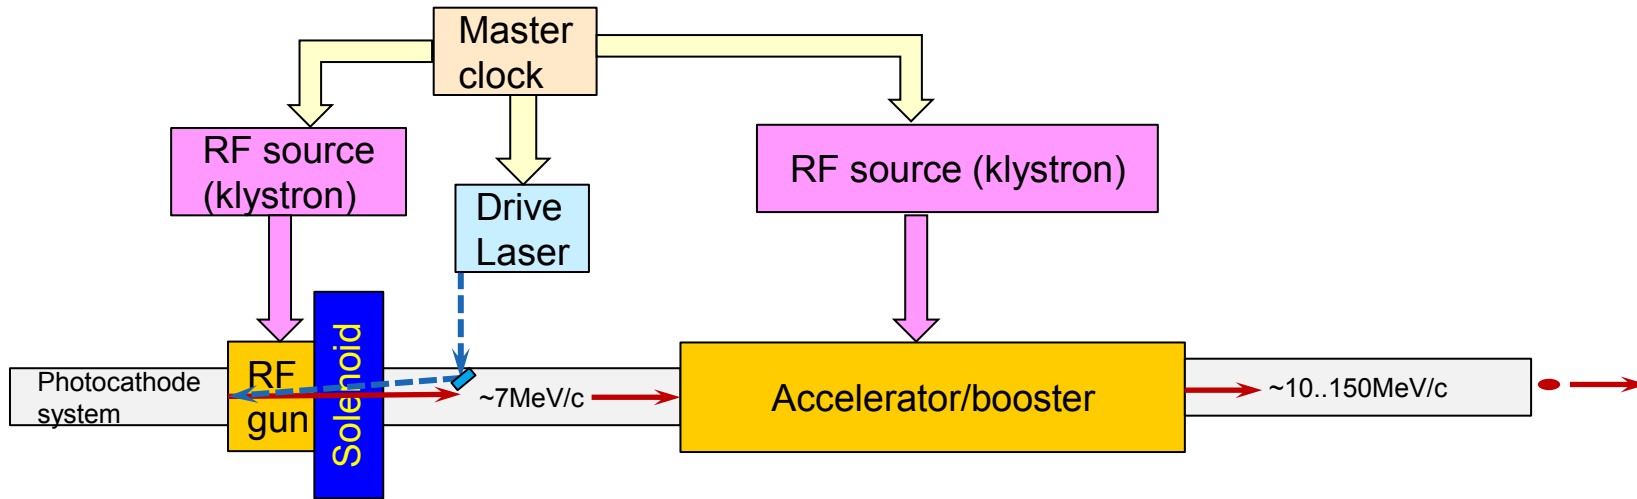 Master
clock
RF source
(klystron)
RF source (klystron)
Drive
Laser
Photocathode
system
RF
gun
Solenoid
~7MeV/c
Accelerator/booster
~10..150MeV/c